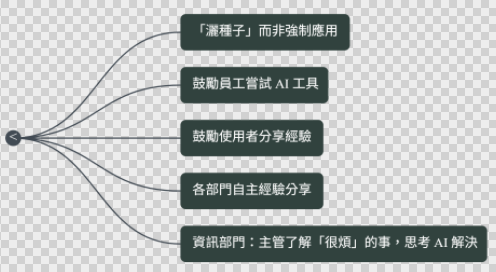 「灑種子」而非強制應用
鼓勵員工嘗試 AI 工具
鼓勵使用者分享經驗
各部門自主經驗分享
資訊部門：主管了解「很煩」的事，思考 AI 解決